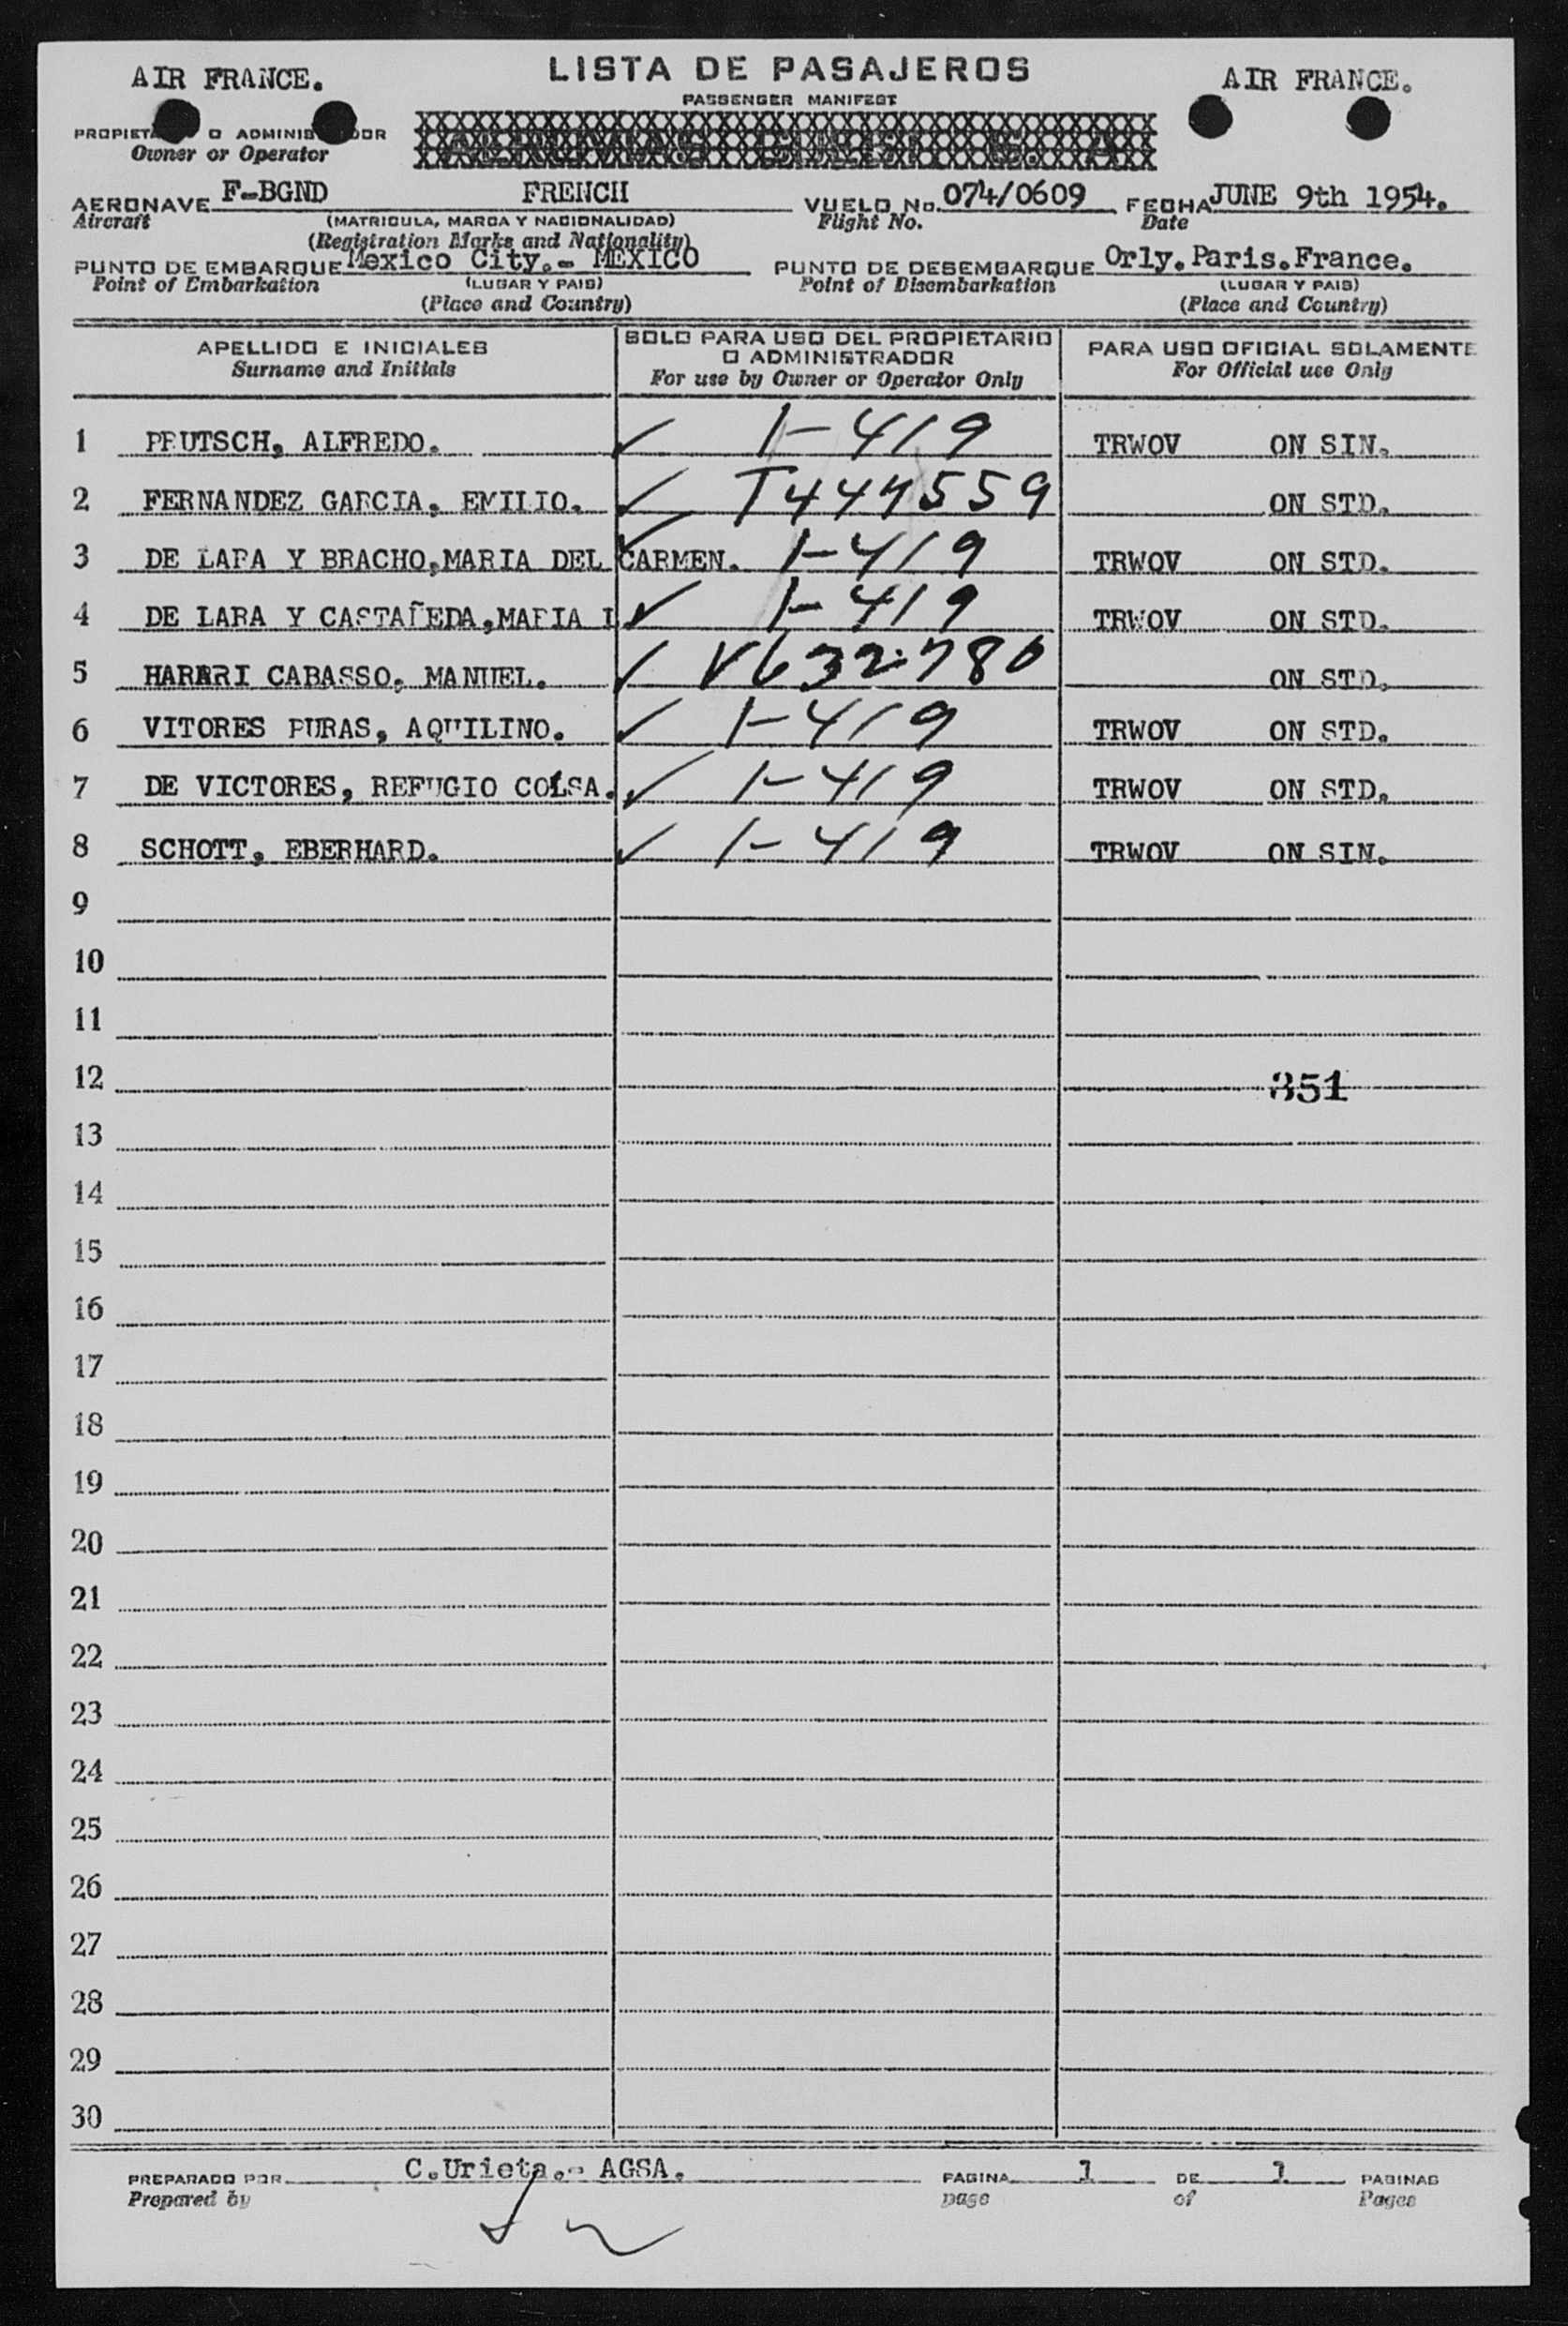 AIR FRANCE.
LISTA DE PASAJEROS
AIR FRANCE.
PASSENGER MANIFEST
PROPIET O ADMINIS DOR
Owner or Operator
AERONAVE F-BGND FRENCH VUELO No. 074/0609 FECHA JUNE 9th 1954.
Aircraft (MATRICULA, MARCA Y NACIONALIDAD) Flight No. Date
(Registration Marks and Nationality)
PUNTO DE EMBARQUE Mexico City.- MEXICO PUNTO DE DESEMBARQUE Orly.Paris.France.
Point of Embarkation (LUGAR Y PAIS) Point of Disembarkation (LUGAR Y PAIS)
(Place and Country) (Place and Country)
APELLIDO E INICIALES SOLO PARA USO DEL PROPIETARIO O ADMINISTRADOR PARA USO OFICIAL SOLAMENTE
Surname and Initials For use by Owner or Operator Only For Official use Only
1 ALFREDO. ✓ 1-419 TRWOV ON SIN.
2 FERNANDEZ GARCIA, EMILIO. ✓ T444559 ON STD.
3 DE LARA Y BRACHO,MARIA DEL CARMEN. ✓ 1-419 TRWOV ON STD.
4 DE LARA Y CASTAÑEDA,MARIA I ✓ 1-419 TRWOV ON STD.
5 HARARI CABASSO, MANUEL. ✓ V632780 ON STD.
6 VITORES PURAS, AQUILINO. ✓ 1-419 TRWOV ON STD.
7 DE VICTORES, REFUGIO COLSA. ✓ 1-419 TRWOV ON STD.
8 SCHOTT, EBERHARD. ✓ 1-419 TRWOV ON SIN.
9
10
11
12 351
13
14
15
16
17
18
19
20
21
22
23
24
25
26
27
28
29
30
PREPARADO POR C.Urieta.- AGSA. PAGINA 1 DE 1 PAGINAS
Prepared by page of Pages